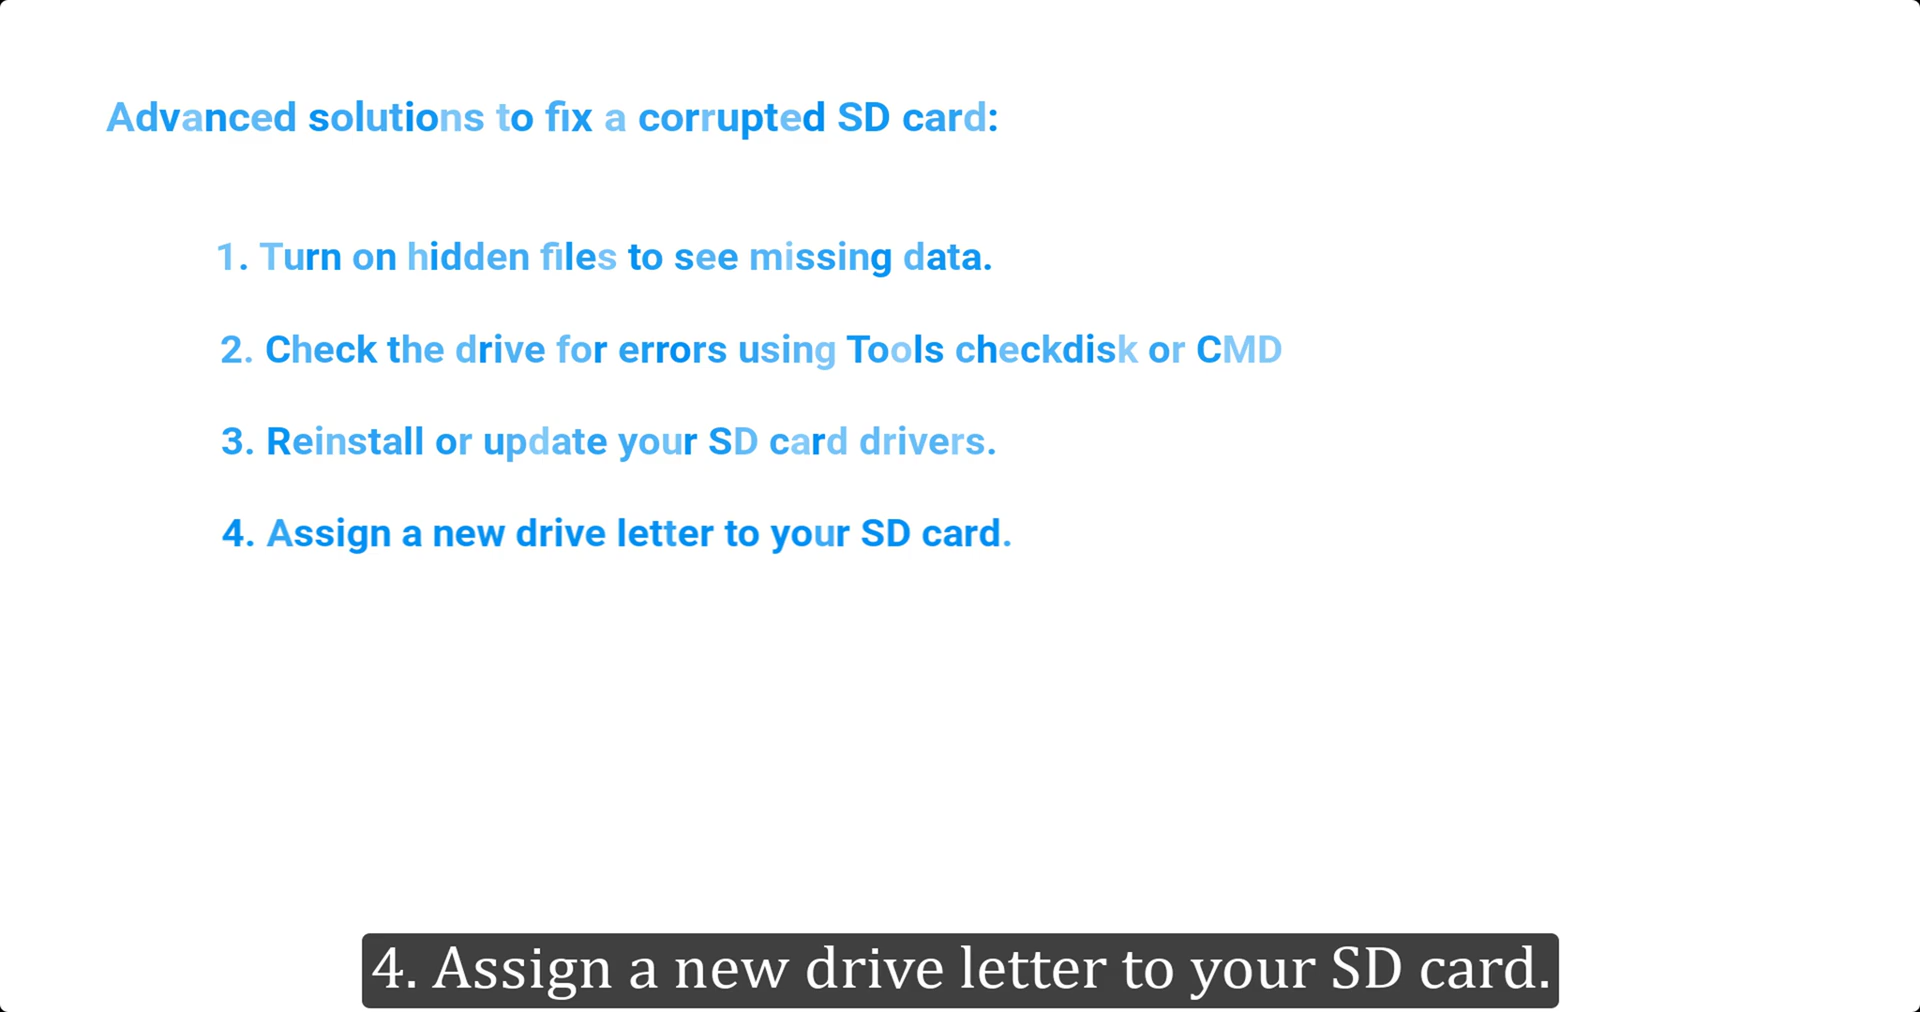 Advanced solutions to fix a corrupted SD card:
1. Turn on hidden files to see missing data.
2. Check the drive for errors using Tools checkdisk or CMD
3. Reinstall or update your SD card drivers.
4. Assign a new drive letter to your SD card.
4. Assign a new drive letter to your SD card.